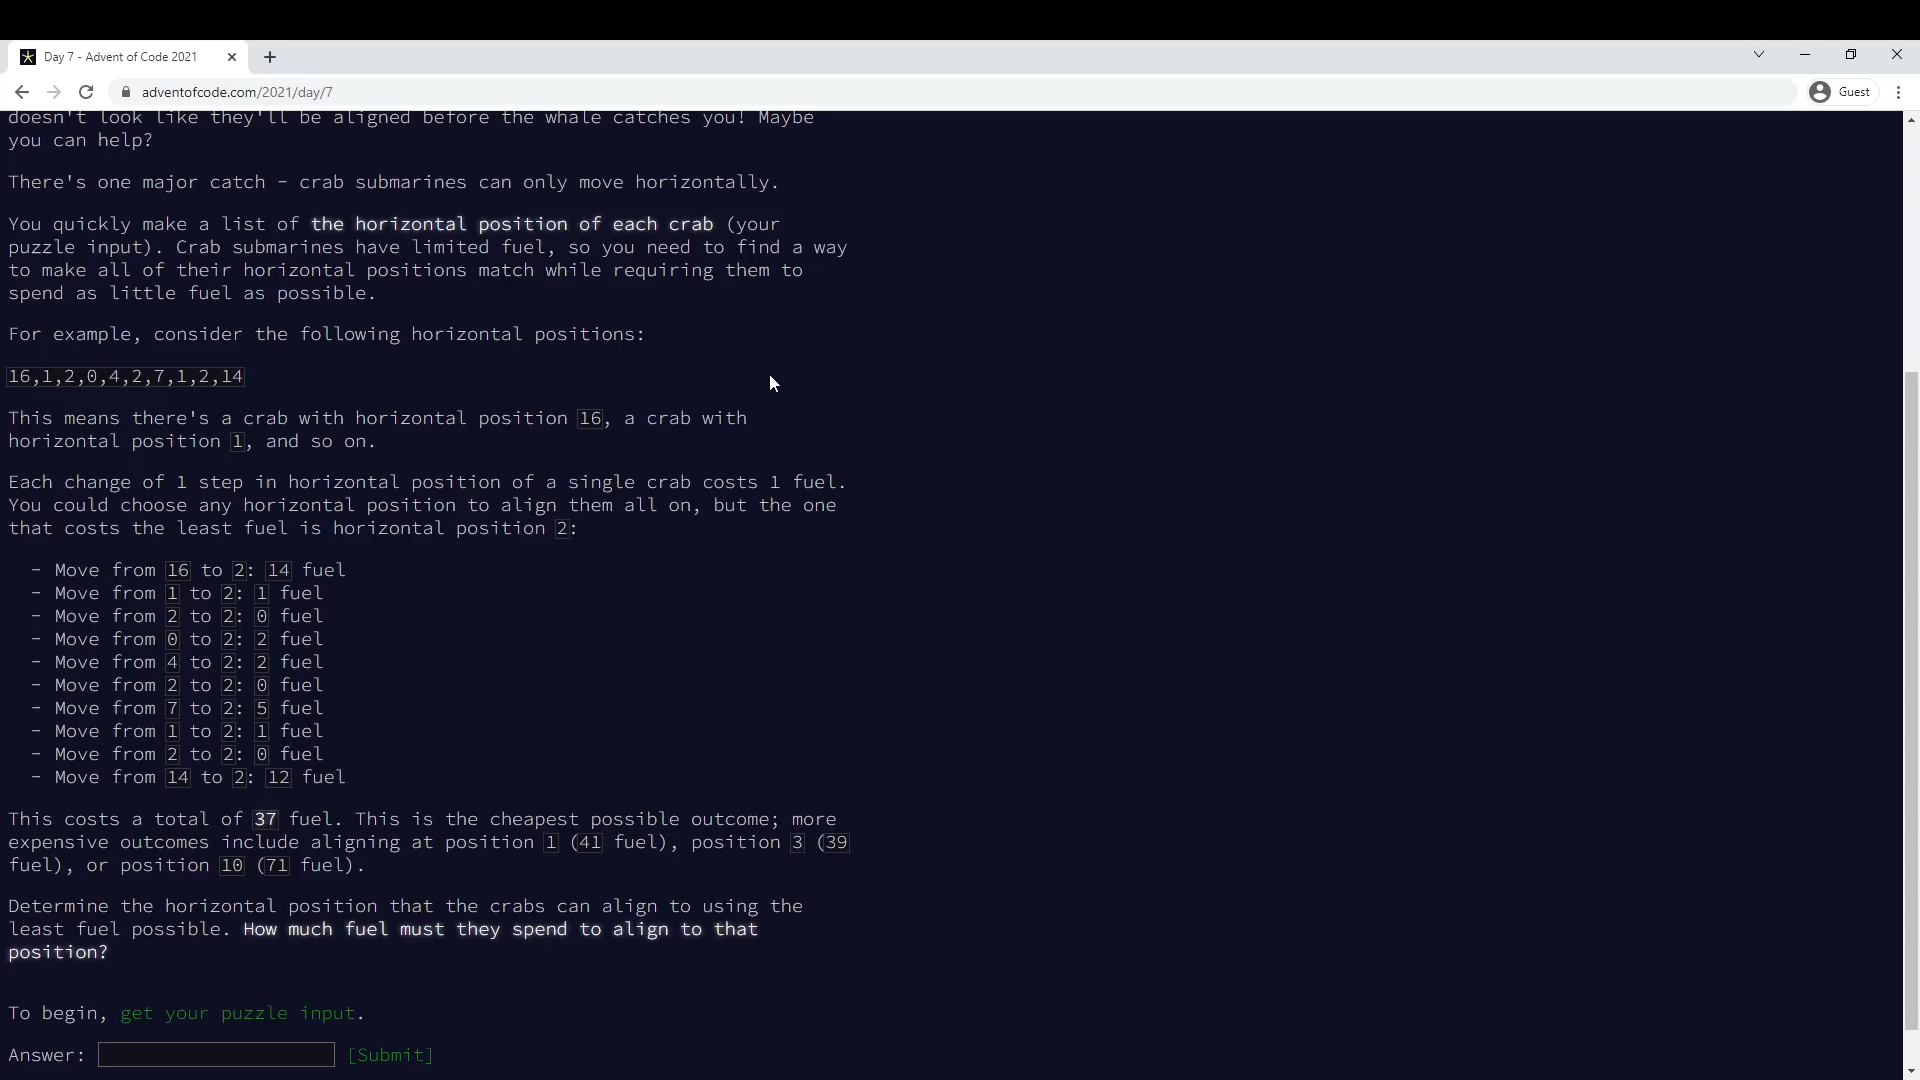 Day 7 - Advent of Code 2021
adventofcode.com/2021/day/7
Guest
doesn't look like they'll be aligned before the whale catches you! Maybe
you can help?
There's one major catch - crab submarines can only move horizontally.
You quickly make a list of the horizontal position of each crab (your
puzzle input). Crab submarines have limited fuel, so you need to find a way
to make all of their horizontal positions match while requiring them to
spend as little fuel as possible.
For example, consider the following horizontal positions:
16,1,2,0,4,2,7,1,2,14
This means there's a crab with horizontal position 16, a crab with
horizontal position 1, and so on.
Each change of 1 step in horizontal position of a single crab costs 1 fuel.
You could choose any horizontal position to align them all on, but the one
that costs the least fuel is horizontal position 2:
- Move from 16 to 2: 14 fuel
- Move from 1 to 2: 1 fuel
- Move from 2 to 2: 0 fuel
- Move from 0 to 2: 2 fuel
- Move from 4 to 2: 2 fuel
- Move from 2 to 2: 0 fuel
- Move from 7 to 2: 5 fuel
- Move from 1 to 2: 1 fuel
- Move from 2 to 2: 0 fuel
- Move from 14 to 2: 12 fuel
This costs a total of 37 fuel. This is the cheapest possible outcome; more
expensive outcomes include aligning at position 1 (41 fuel), position 3 (39
fuel), or position 10 (71 fuel).
Determine the horizontal position that the crabs can align to using the
least fuel possible. How much fuel must they spend to align to that
position?
To begin, get your puzzle input.
Answer: [Submit]